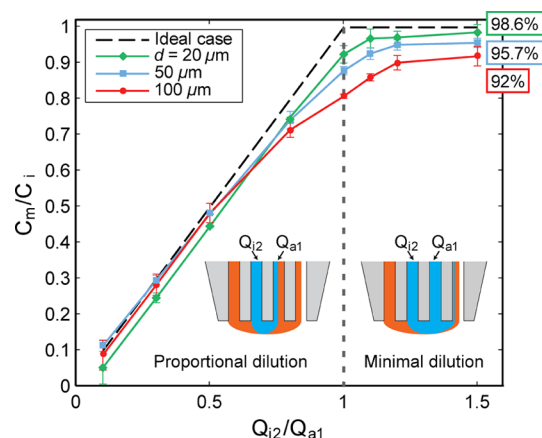 Ideal case
d = 20 µm
50 µm
100 µm
98.6%
95.7%
92%
1
0.9
0.8
0.7
0.6
0.5
0.4
0.3
0.2
0.1
0
Cm/Ci
Qi2 Qa1
Qi2 Qa1
Proportional dilution
Minimal dilution
0 0.5 1 1.5
Qi2/Qa1